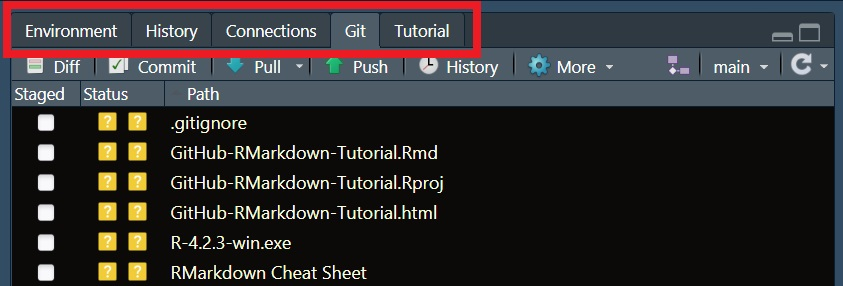 Environment History Connections Git Tutorial
Diff Commit Pull Push History More main
Staged Status Path
? ? .gitignore
? ? GitHub-RMarkdown-Tutorial.Rmd
? ? GitHub-RMarkdown-Tutorial.Rproj
? ? GitHub-RMarkdown-Tutorial.html
? ? R-4.2.3-win.exe
? ? RMarkdown Cheat Sheet